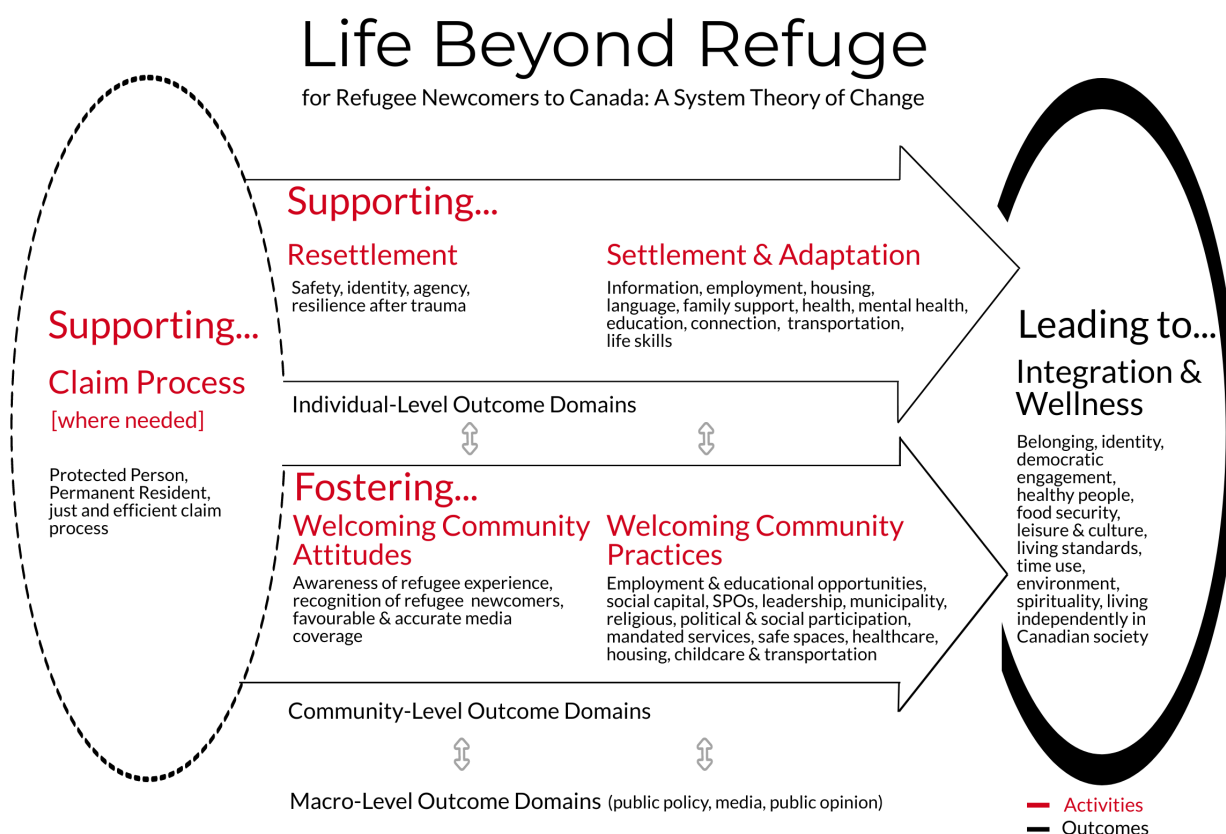 Life Beyond Refuge
for Refugee Newcomers to Canada: A System Theory of Change
Supporting...
Claim Process
[where needed]
Protected Person,
Permanent Resident,
just and efficient claim
process
Supporting...
Resettlement
Safety, identity, agency,
resilience after trauma
Settlement & Adaptation
Information, employment, housing,
language, family support, health, mental health,
education, connection, transportation,
life skills
Individual-Level Outcome Domains
Fostering...
Welcoming Community
Attitudes
Awareness of refugee experience,
recognition of refugee newcomers,
favourable & accurate media
coverage
Welcoming Community
Practices
Employment & educational opportunities,
social capital, SPOs, leadership, municipality,
religious, political & social participation,
mandated services, safe spaces, healthcare,
housing, childcare & transportation
Community-Level Outcome Domains
Macro-Level Outcome Domains (public policy, media, public opinion)
Leading to...
Integration &
Wellness
Belonging, identity,
democratic
engagement,
healthy people,
food security,
leisure & culture,
living standards,
time use,
environment,
spirituality, living
independently in
Canadian society
Activities
Outcomes